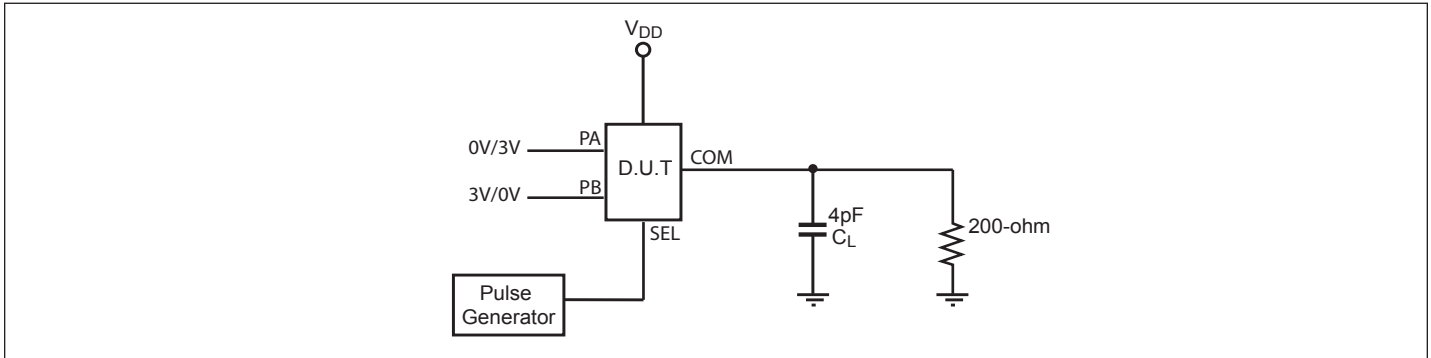 VDD
0V/3V
PA
D.U.T
COM
3V/0V
PB
SEL
4pF
CL
200-ohm
Pulse
Generator